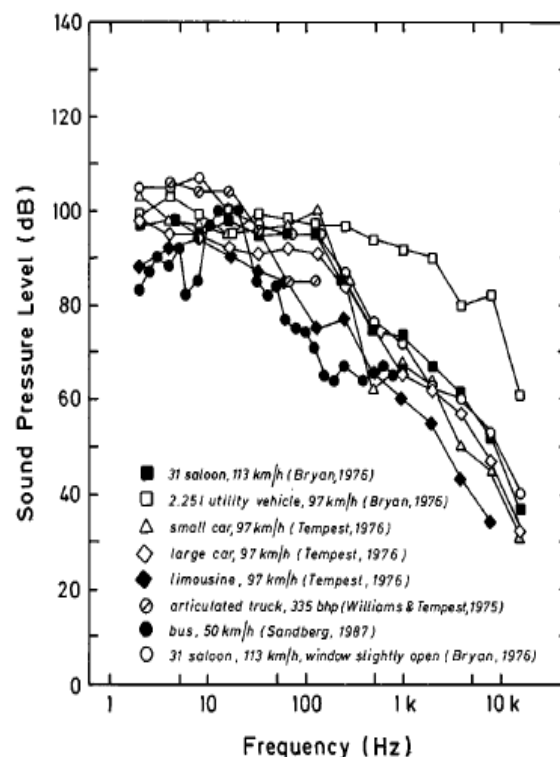 140
120
100
80
60
40
30
0
Sound Pressure Level (dB)
31 saloon, 113 km/h (Bryan, 1976)
2.25l utility vehicle, 97 km/h (Bryan, 1976)
small car, 97 km/h (Tempest, 1976)
large car, 97 km/h (Tempest, 1976)
limousine, 97 km/h (Tempest, 1976)
articulated truck, 335 bhp (Williams & Tempest, 1975)
bus, 50 km/h (Sandberg, 1987)
31 saloon, 113 km/h, window slightly open (Bryan, 1976)
1 10 100 1 k 10 k
Frequency (Hz)